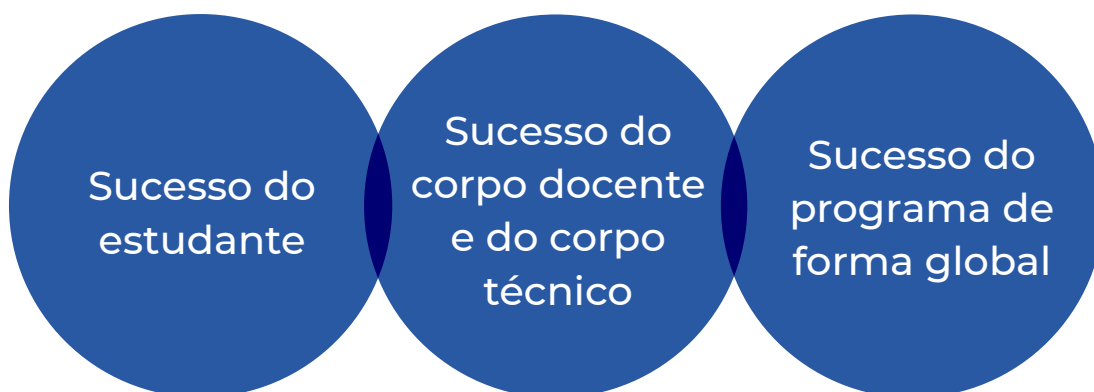 Sucesso do
estudante
Sucesso do
corpo docente
e do corpo
técnico
Sucesso do
programa de
forma global